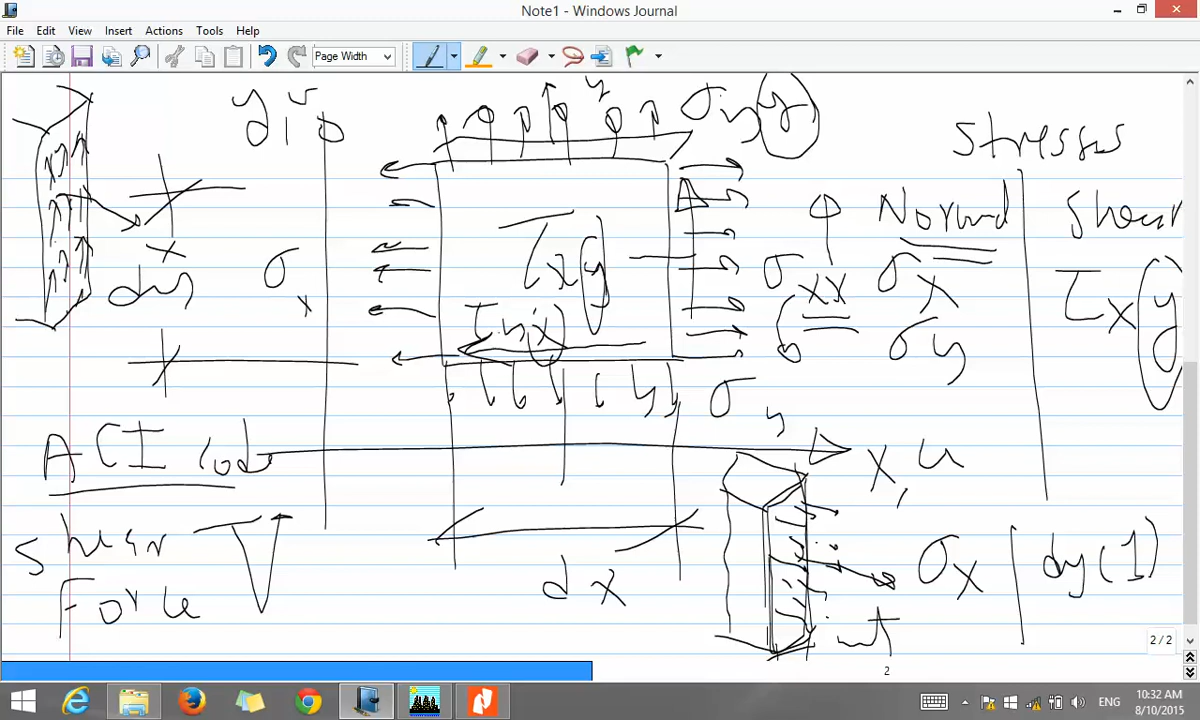 Note1 - Windows Journal
File Edit View Insert Actions Tools Help
Page Width
y, v
σyy
Stresses
Normal
Shear
τxy
σxx
σx
τxy
τyx
σx
dy
σy
σy
ACI Code
x, u
Shear V
Force
dx
σx | dy(1)
2 / 2
2
ENG
10:32 AM
8/10/2015